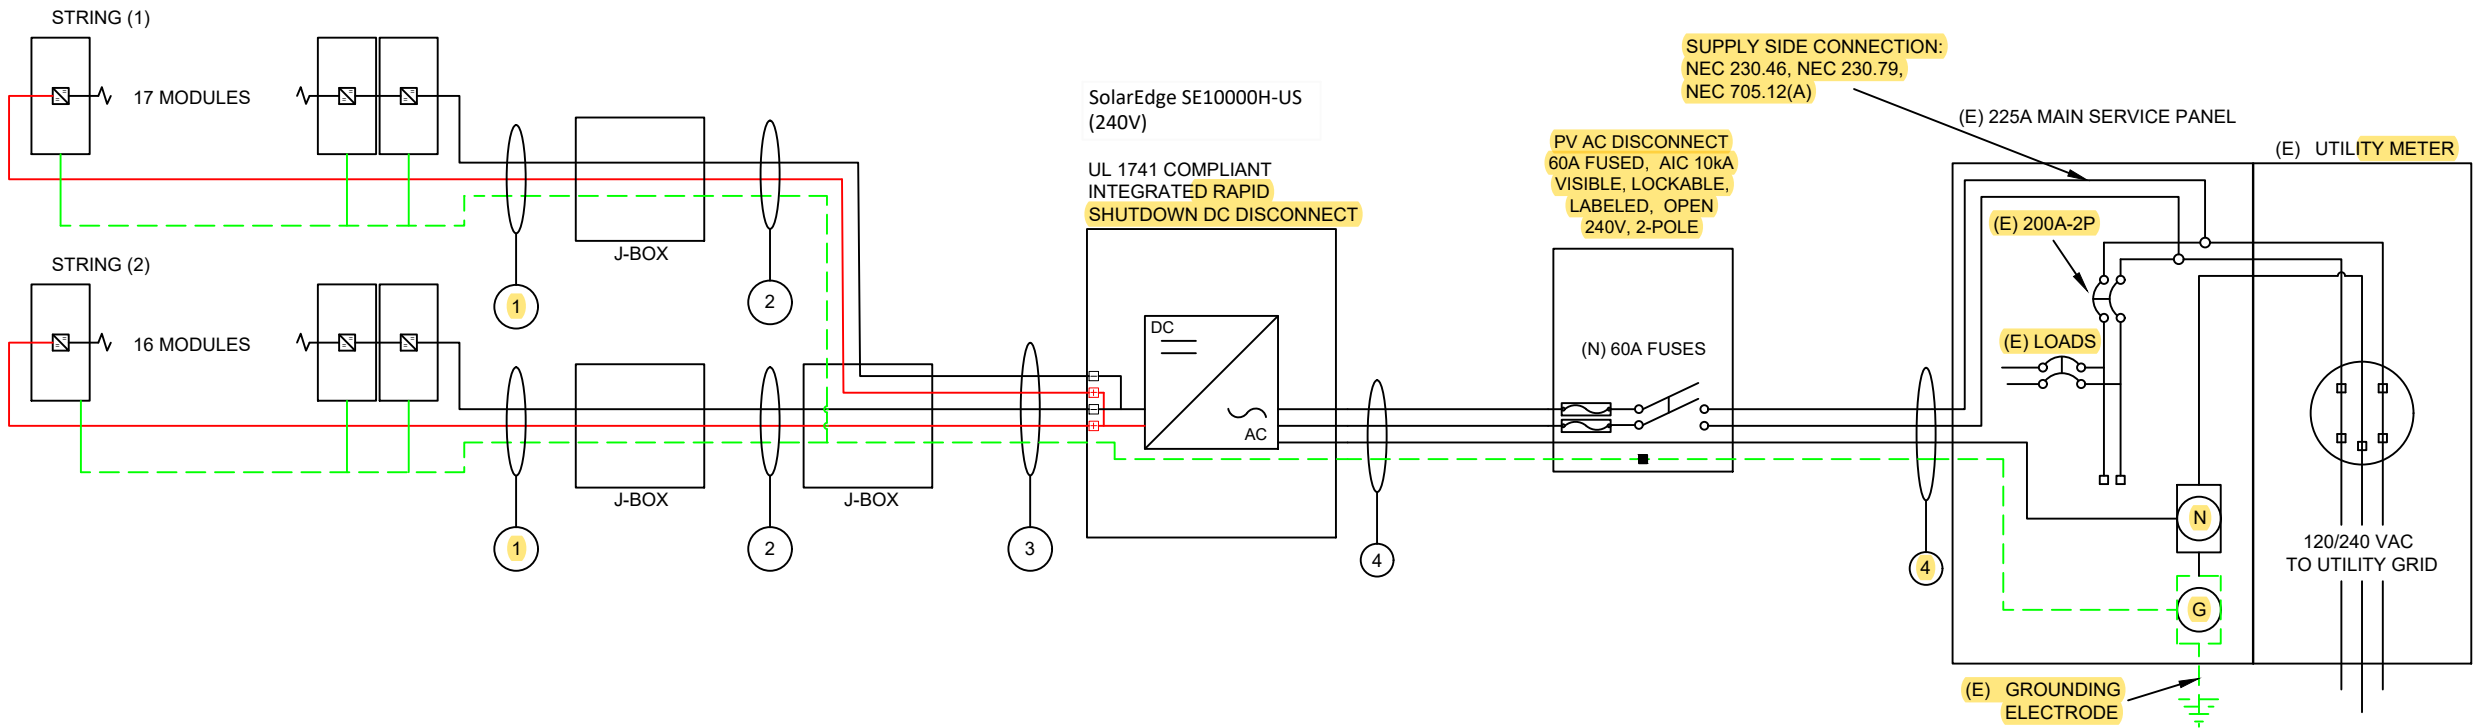 STRING (1)
17 MODULES
J-BOX
1
2
STRING (2)
16 MODULES
J-BOX
J-BOX
1
2
3
SolarEdge SE10000H-US
(240V)
UL 1741 COMPLIANT
INTEGRATED RAPID
SHUTDOWN DC DISCONNECT
DC
AC
4
PV AC DISCONNECT
60A FUSED, AIC 10kA
VISIBLE, LOCKABLE,
LABELED, OPEN
240V, 2-POLE
(N) 60A FUSES
4
SUPPLY SIDE CONNECTION:
NEC 230.46, NEC 230.79,
NEC 705.12(A)
(E) 225A MAIN SERVICE PANEL
(E) UTILITY METER
(E) 200A-2P
(E) LOADS
N
G
120/240 VAC
TO UTILITY GRID
(E) GROUNDING
ELECTRODE